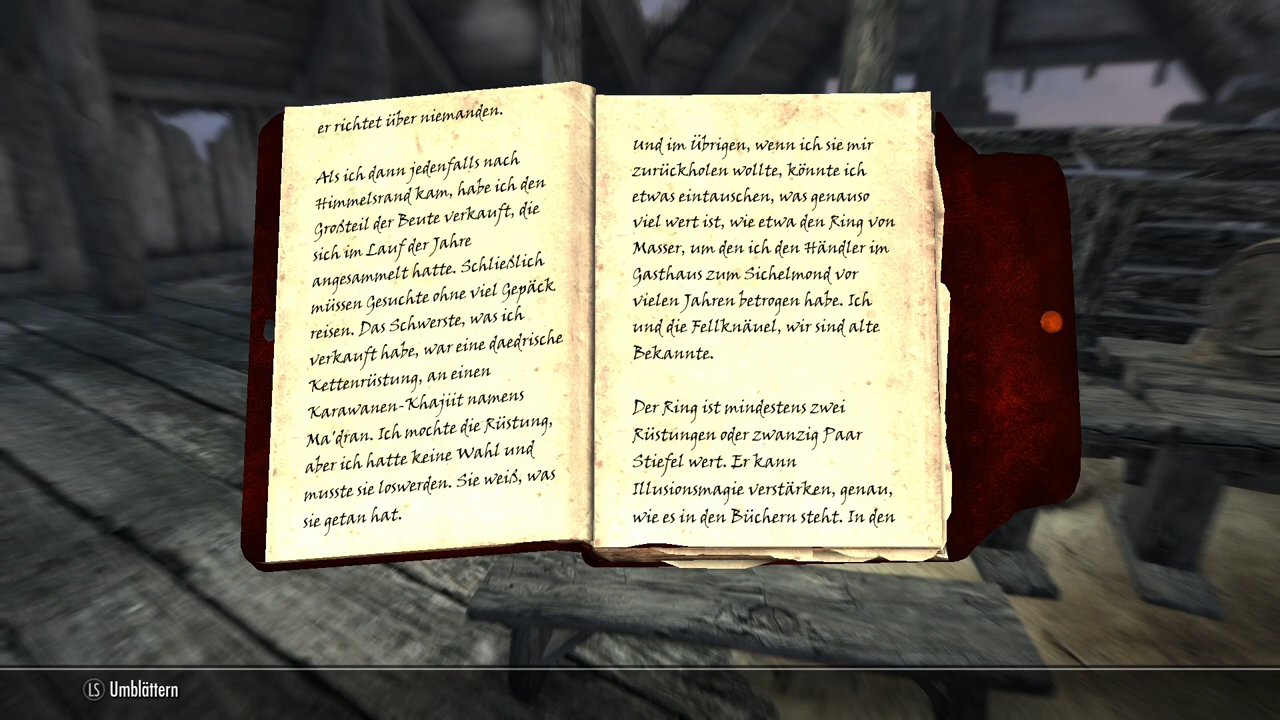 er richtet über niemanden.
Als ich dann jedenfalls nach
Himmelsrand kam, habe ich den
Großteil der Beute verkauft, die
sich im Lauf der Jahre
angesammelt hatte. Schließlich
müssen Gesuchte ohne viel Gepäck
reisen. Das Schwerste, was ich
verkauft habe, war eine daedrische
Kettenrüstung, an einen
Karawanen-Khajiit namens
Ma'dran. Ich mochte die Rüstung,
aber ich hatte keine Wahl und
musste sie loswerden. Sie weiß, was
sie getan hat.
Und im Übrigen, wenn ich sie mir
zurückholen wollte, könnte ich
etwas eintauschen, was genauso
viel wert ist, wie etwa den Ring von
Masser, um den ich den Händler im
Gasthaus zum Sichelmond vor
vielen Jahren betrogen habe. Ich
und die Fellknäuel, wir sind alte
Bekannte.
Der Ring ist mindestens zwei
Rüstungen oder zwanzig Paar
Stiefel wert. Er kann
Illusionsmagie verstärken, genau,
wie es in den Büchern steht. In den
LS Umblättern